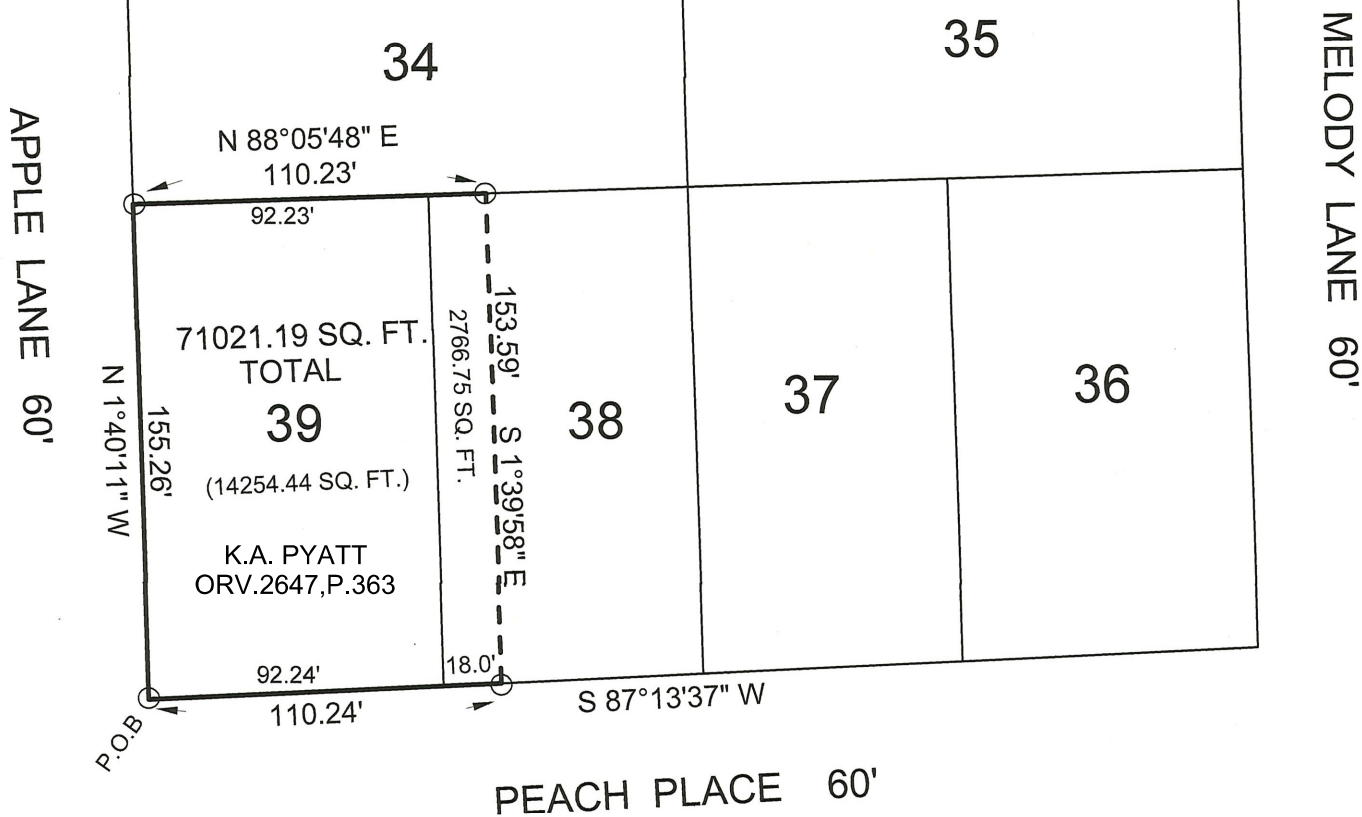 34
35
MELODY LANE 60'
APPLE LANE 60'
N 88°05'48" E
110.23'
92.23'
71021.19 SQ. FT.
TOTAL
39
(14254.44 SQ. FT.)
K.A. PYATT
ORV.2647,P.363
N 1°40'11" W
155.26'
2766.75 SQ. FT.
153.59' S 1°39'58" E
38
37
36
92.24'
18.0'
110.24'
S 87°13'37" W
P.O.B
PEACH PLACE 60'